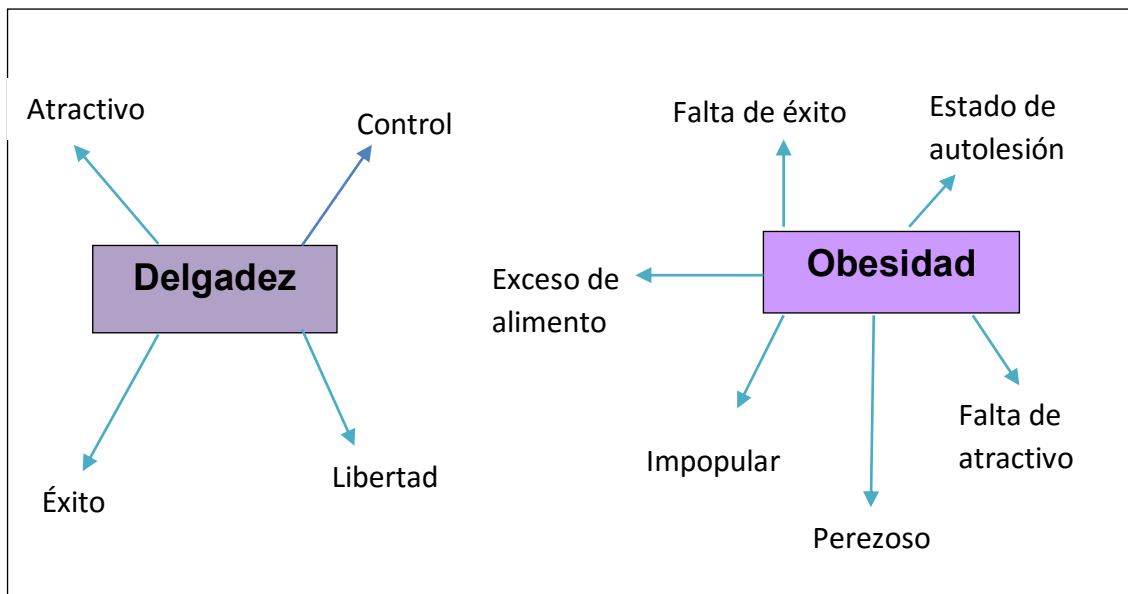 Atractivo
Control
Delgadez
Éxito
Libertad
Falta de éxito
Estado de
autolesión
Obesidad
Exceso de
alimento
Impopular
Falta de
atractivo
Perezoso